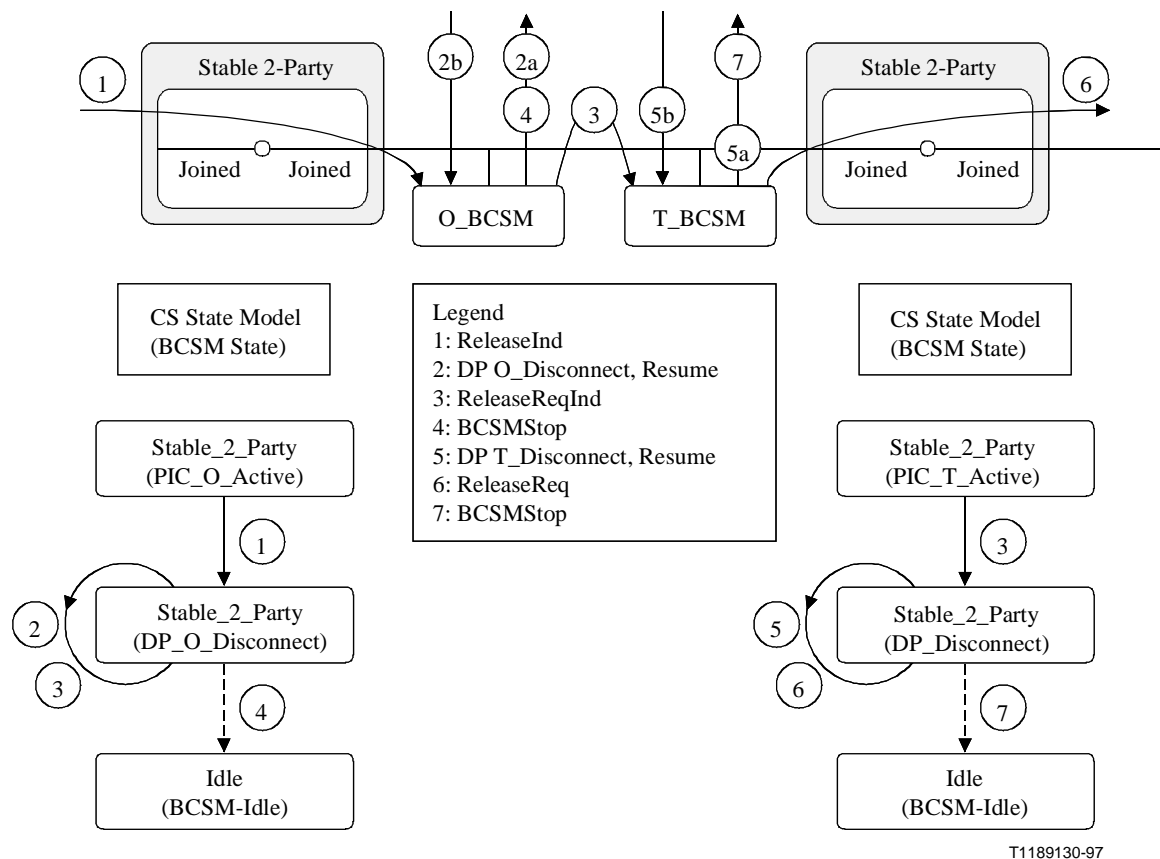 1
Stable 2-Party
Joined
Joined
2b
2a
4
3
5b
7
5a
Stable 2-Party
Joined
Joined
6
O_BCSM
T_BCSM
CS State Model
(BCSM State)
Legend
1: ReleaseInd
2: DP O_Disconnect, Resume
3: ReleaseReqInd
4: BCSMStop
5: DP T_Disconnect, Resume
6: ReleaseReq
7: BCSMStop
CS State Model
(BCSM State)
Stable_2_Party
(PIC_O_Active)
1
Stable_2_Party
(DP_O_Disconnect)
2
3
4
Idle
(BCSM-Idle)
Stable_2_Party
(PIC_T_Active)
3
Stable_2_Party
(DP_Disconnect)
5
6
7
Idle
(BCSM-Idle)
T1189130-97